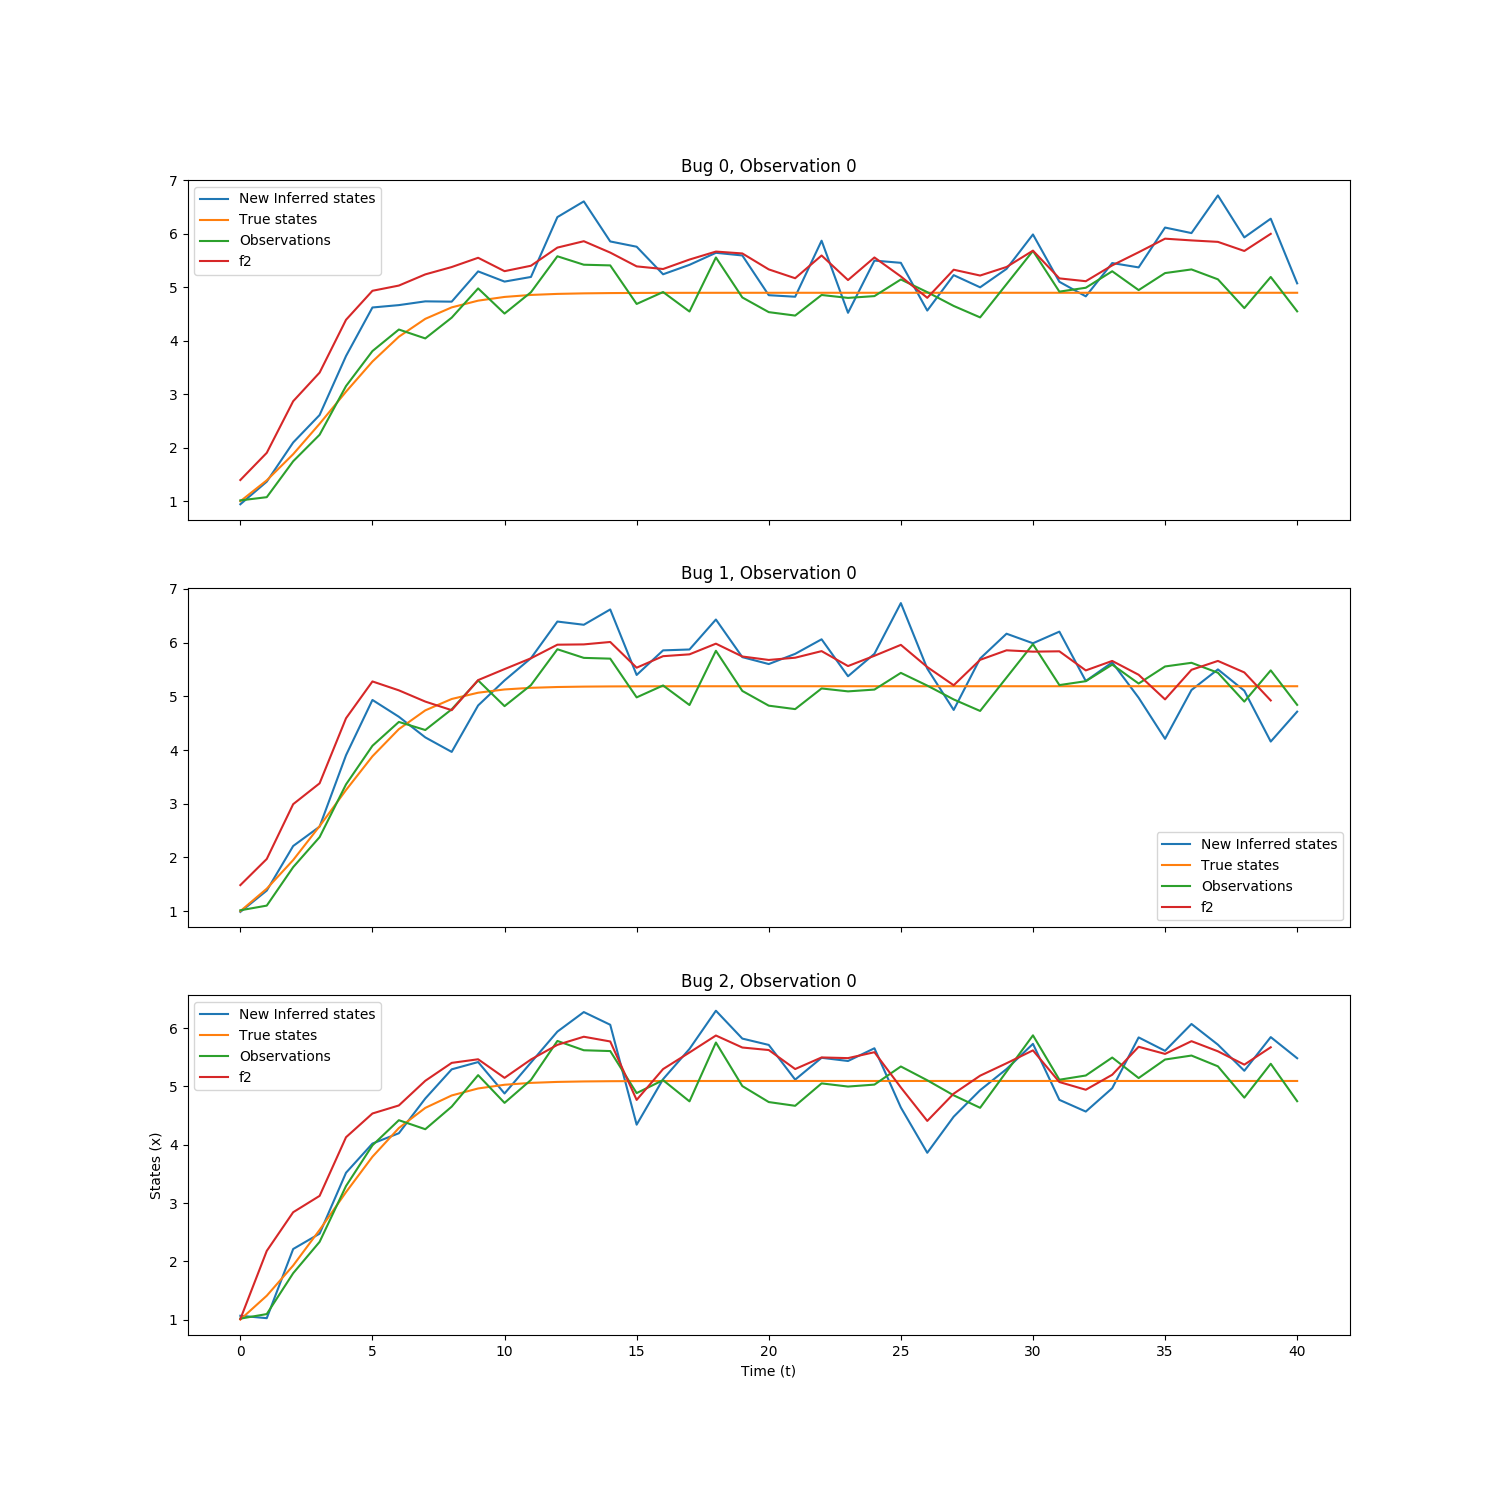 Bug 0, Observation 0
7
6
5
4
3
2
1
New Inferred states
True states
Observations
f2
Bug 1, Observation 0
7
6
5
4
3
2
1
New Inferred states
True states
Observations
f2
Bug 2, Observation 0
6
5
4
3
2
1
New Inferred states
True states
Observations
f2
States (x)
0 5 10 15 20 25 30 35 40
Time (t)